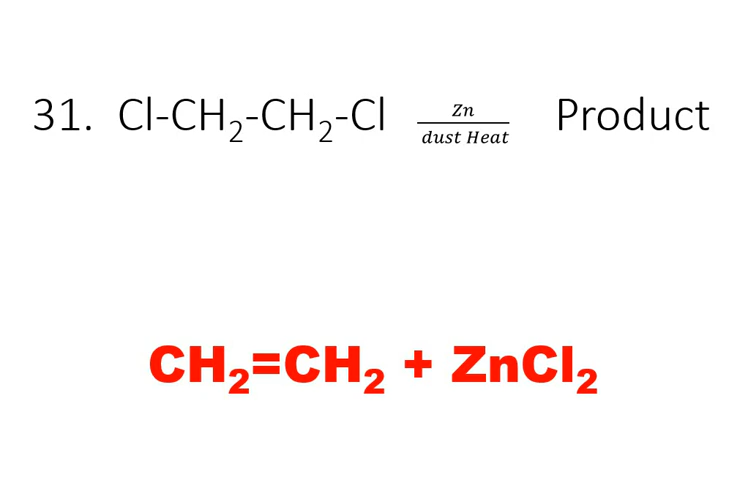 31. Cl-CH₂-CH₂-Cl Zn/dust Heat Product
CH₂=CH₂ + ZnCl₂